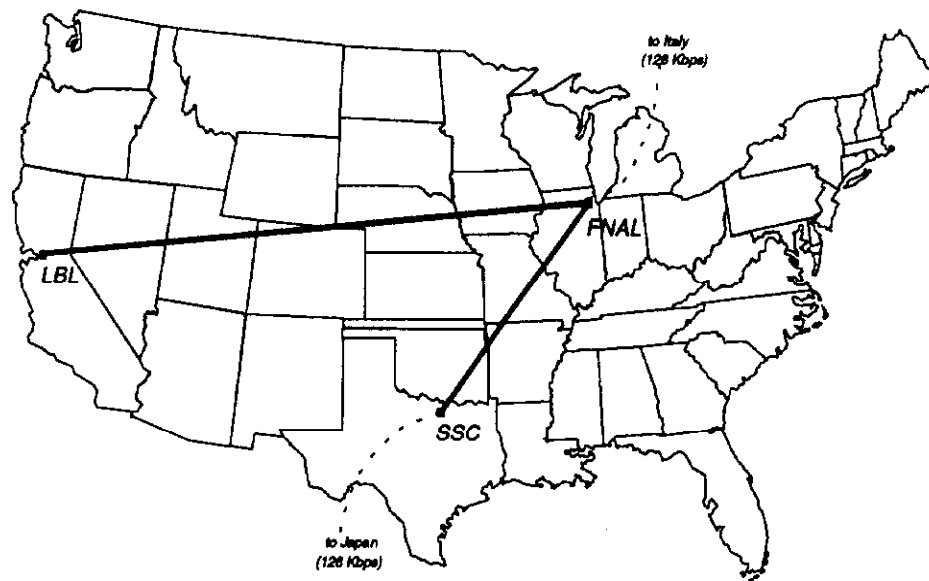 to Italy
(128 Kbps)
FNAL
LBL
SSC
to Japan
(128 Kbps)